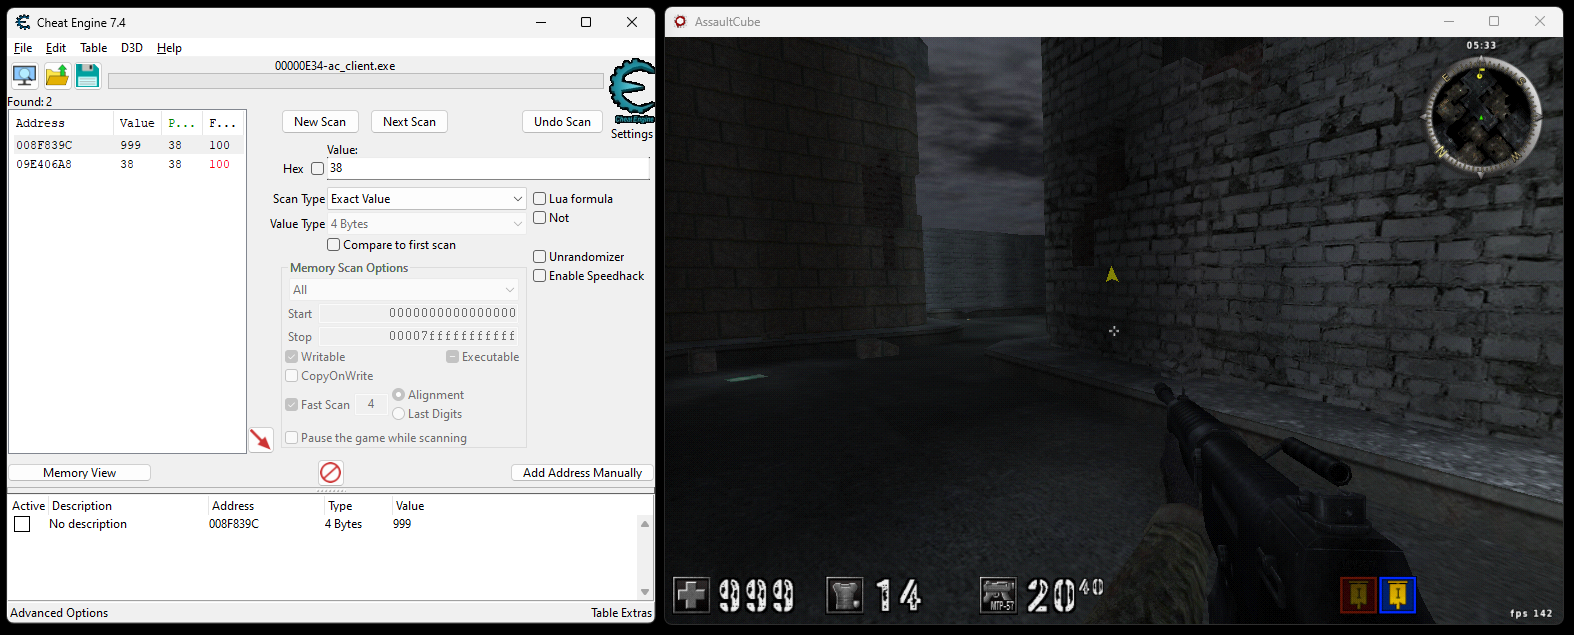 Cheat Engine 7.4
File Edit Table D3D Help
00000E34-ac_client.exe
Found: 2
Address Value P... F...
008F839C 999 38 100
09E406A8 38 38 100
New Scan Next Scan Undo Scan
Cheat Engine
Settings
Value:
Hex 38
Scan Type Exact Value
Lua formula
Value Type 4 Bytes
Not
Compare to first scan
Unrandomizer
Memory Scan Options
Enable Speedhack
All
Start 0000000000000000
Stop 00007fffffffffff
Writable Executable
CopyOnWrite
Fast Scan 4 Alignment
Last Digits
Pause the game while scanning
Memory View Add Address Manually
Active Description Address Type Value
No description 008F839C 4 Bytes 999
Advanced Options Table Extras
AssaultCube
05:33
E S
N W
999 14 MTP-57 20 40
I I
fps 142